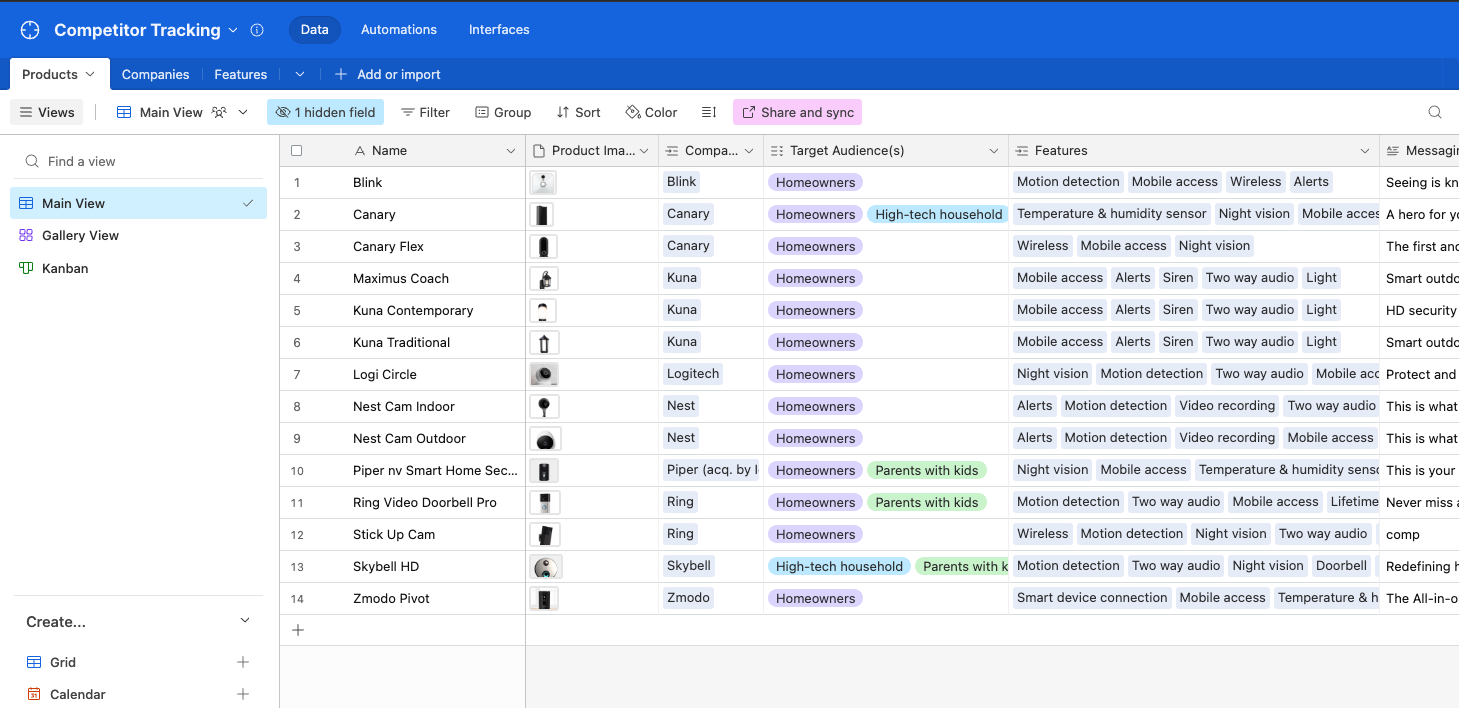 Competitor Tracking Data Automations Interfaces
Products Companies Features Add or import
Views Main View 1 hidden field Filter Group Sort Color Share and sync
Find a view
Main View
Gallery View
Kanban
Create...
Grid
Calendar
Name Product Ima... Compa... Target Audience(s) Features Messagin
1 Blink Blink Homeowners Motion detection Mobile access Wireless Alerts Seeing is kn
2 Canary Canary Homeowners High-tech household Temperature & humidity sensor Night vision Mobile acces A hero for yo
3 Canary Flex Canary Homeowners Wireless Mobile access Night vision The first and
4 Maximus Coach Kuna Homeowners Mobile access Alerts Siren Two way audio Light Smart outdo
5 Kuna Contemporary Kuna Homeowners Mobile access Alerts Siren Two way audio Light HD security
6 Kuna Traditional Kuna Homeowners Mobile access Alerts Siren Two way audio Light Smart outdo
7 Logi Circle Logitech Homeowners Night vision Motion detection Two way audio Mobile acc Protect and
8 Nest Cam Indoor Nest Homeowners Alerts Motion detection Video recording Two way audio This is what
9 Nest Cam Outdoor Nest Homeowners Alerts Motion detection Video recording Mobile access This is what
10 Piper nv Smart Home Sec... Piper (acq. by I Homeowners Parents with kids Night vision Mobile access Temperature & humidity senso This is your
11 Ring Video Doorbell Pro Ring Homeowners Parents with kids Motion detection Two way audio Mobile access Lifetime Never miss a
12 Stick Up Cam Ring Homeowners Wireless Motion detection Night vision Two way audio comp
13 Skybell HD Skybell High-tech household Parents with k Motion detection Two way audio Night vision Doorbell Redefining h
14 Zmodo Pivot Zmodo Homeowners Smart device connection Mobile access Temperature & h The All-in-o